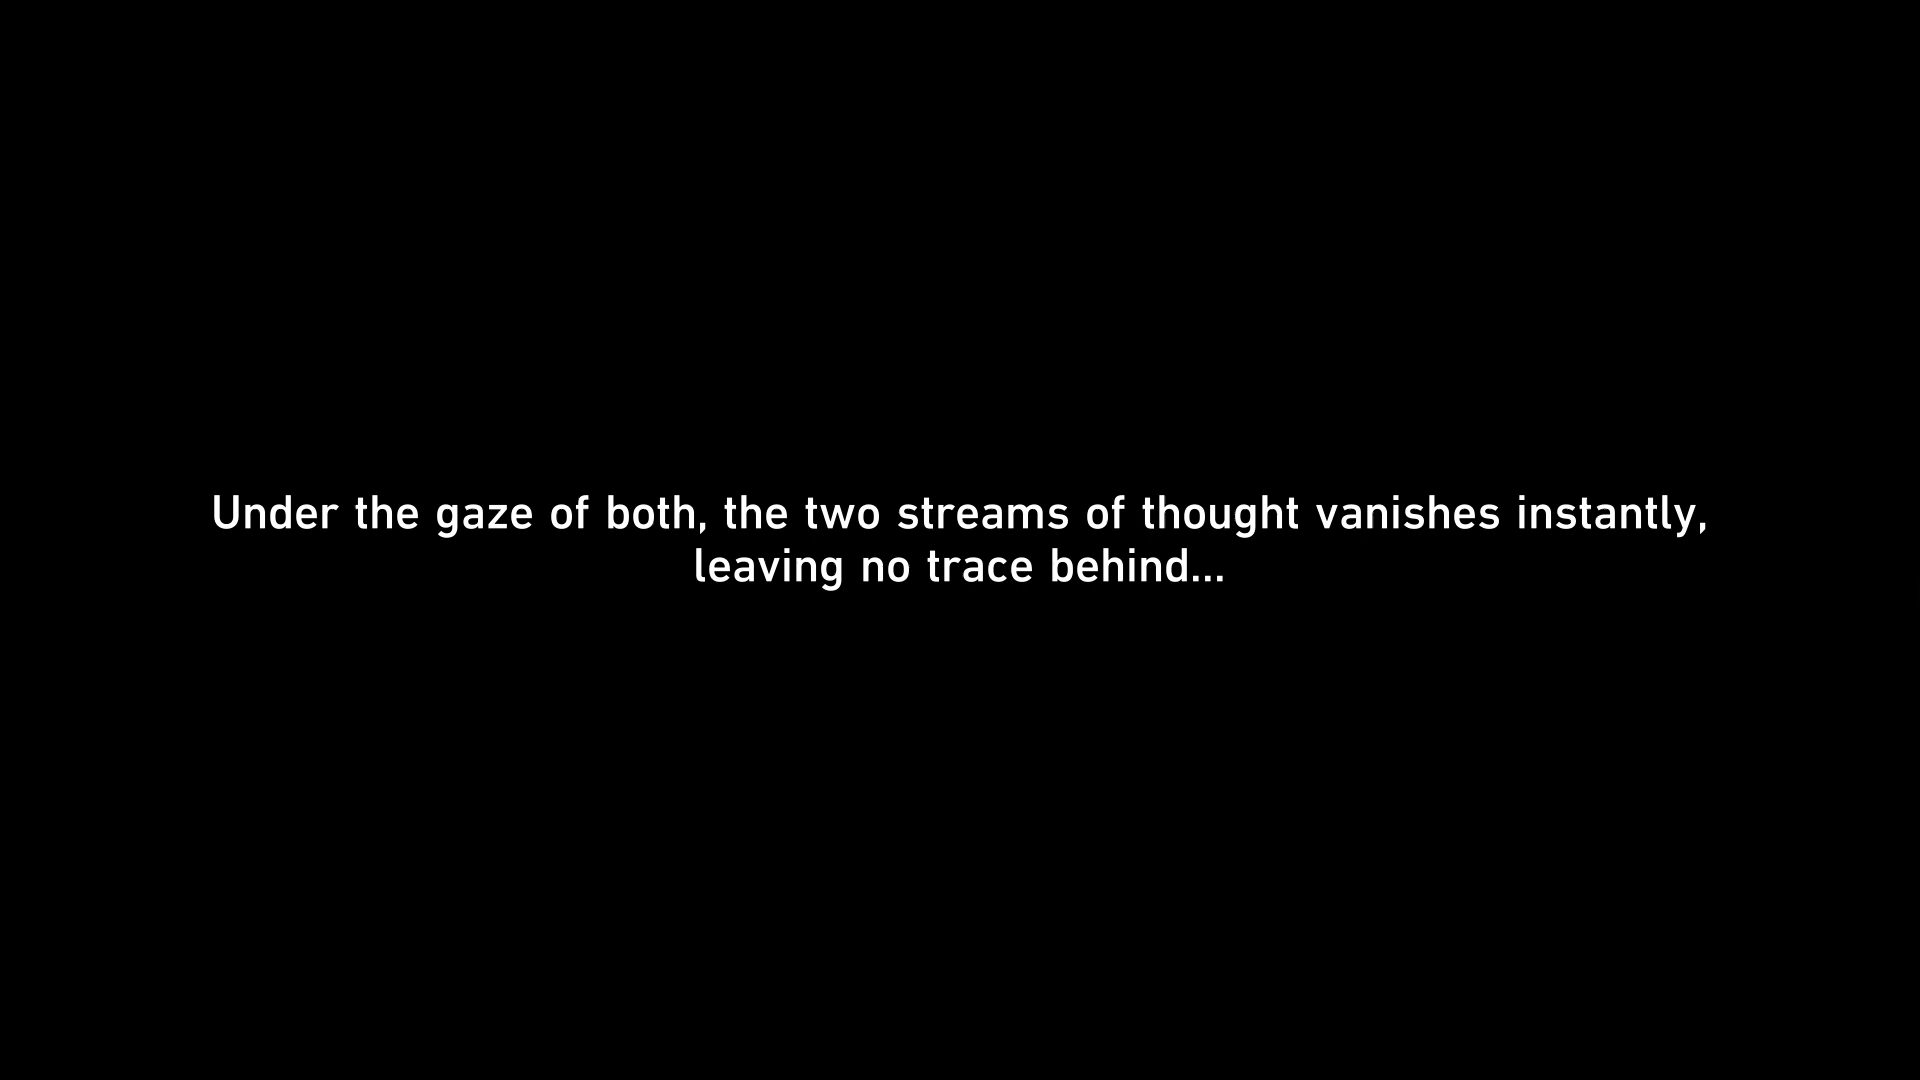 Under the gaze of both, the two streams of thought vanishes instantly,
leaving no trace behind...